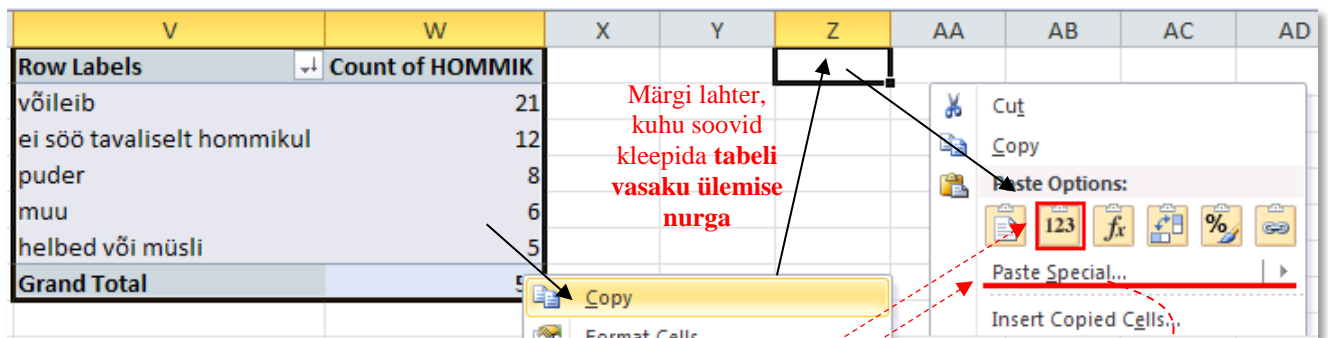 V W X Y Z AA AB AC AD
Row Labels Count of HOMMIK
võileib 21
ei söö tavaliselt hommikul 12
puder 8
muu 6
helbed või müsli 5
Grand Total
Märgi lahter,
kuhu soovid
kleepida tabeli
vasaku ülemise
nurga
Copy
Format Cells
Cut
Copy
Paste Options:
123 fx %
Paste Special...
Insert Copied Cells...